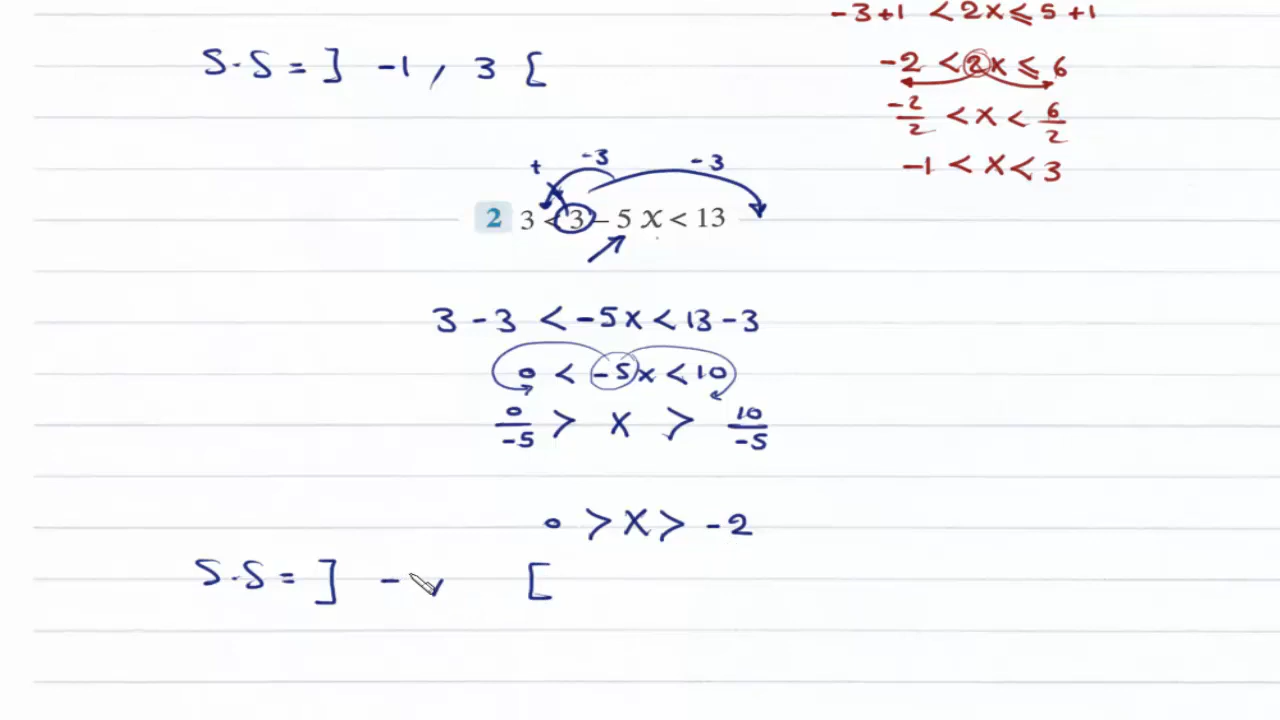 -3+1 < 2x ⩽ 5+1
S.S = ] -1 , 3 [
-2 < 2x ⩽ 6
-2/2 < x < 6/2
-1 < x < 3
+ -3 -3
2 3 < 3 – 5 x < 13
3 - 3 < -5x < 13 - 3
0 < -5x < 10
0/-5 > x > 10/-5
0 > x > -2
S.S = ] - , [